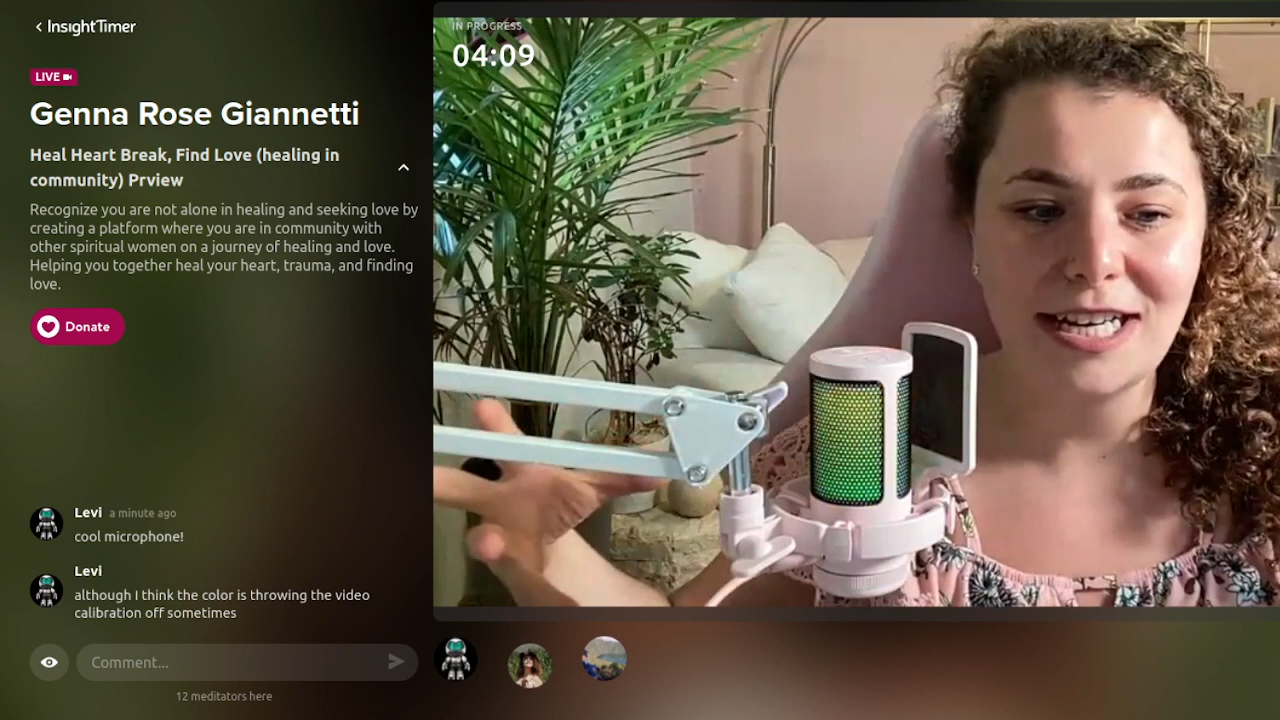 InsightTimer
LIVE
Genna Rose Giannetti
Heal Heart Break, Find Love (healing in
community) Prview
Recognize you are not alone in healing and seeking love by
creating a platform where you are in community with
other spiritual women on a journey of healing and love.
Helping you together heal your heart, trauma, and finding
love.
Donate
Levi a minute ago
cool microphone!
Levi
although I think the color is throwing the video
calibration off sometimes
Comment...
12 meditators here
IN PROGRESS
04:09